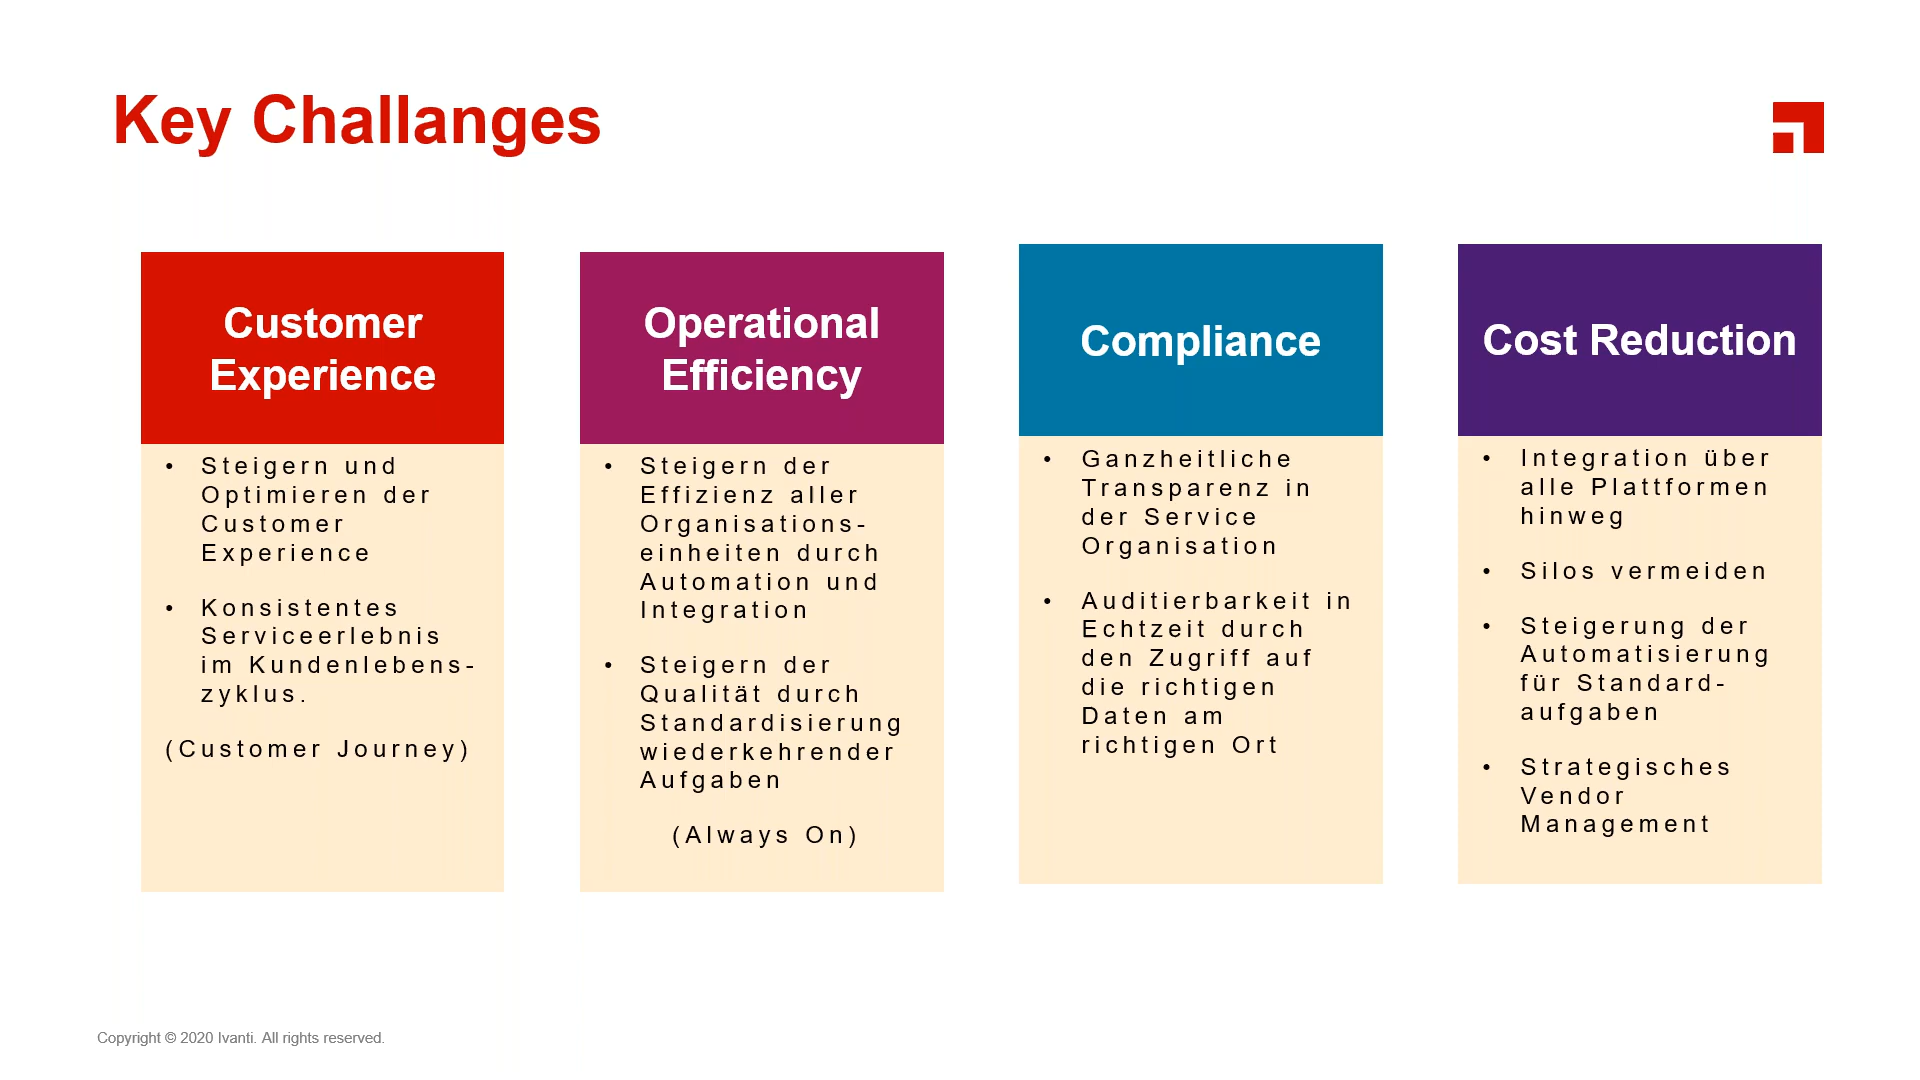 Key Challanges
Customer
Experience
• Steigern und
Optimieren der
Customer
Experience
• Konsistentes
Serviceerlebnis
im Kundenlebens-
zyklus.
(Customer Journey)
Operational
Efficiency
• Steigern der
Effizienz aller
Organisations-
einheiten durch
Automation und
Integration
• Steigern der
Qualität durch
Standardisierung
wiederkehrender
Aufgaben
(Always On)
Compliance
• Ganzheitliche
Transparenz in
der Service
Organisation
• Auditierbarkeit in
Echtzeit durch
den Zugriff auf
die richtigen
Daten am
richtigen Ort
Cost Reduction
• Integration über
alle Plattformen
hinweg
• Silos vermeiden
• Steigerung der
Automatisierung
für Standard-
aufgaben
• Strategisches
Vendor
Management
Copyright © 2020 Ivanti. All rights reserved.